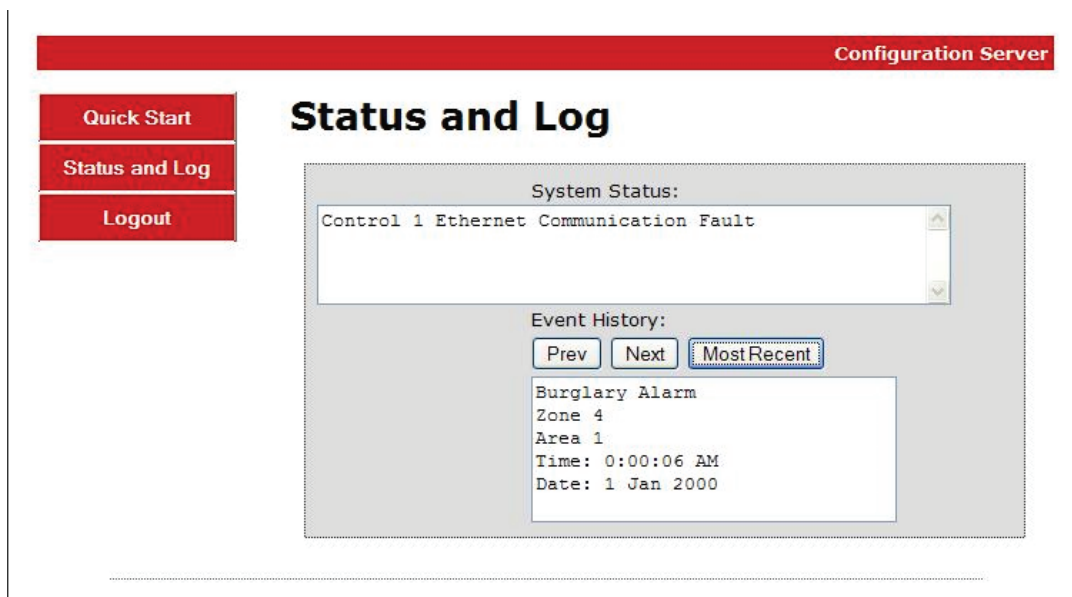 Configuration Server
Quick Start
Status and Log
Logout
Status and Log
System Status:
Control 1 Ethernet Communication Fault
Event History:
Prev Next Most Recent
Burglary Alarm
Zone 4
Area 1
Time: 0:00:06 AM
Date: 1 Jan 2000